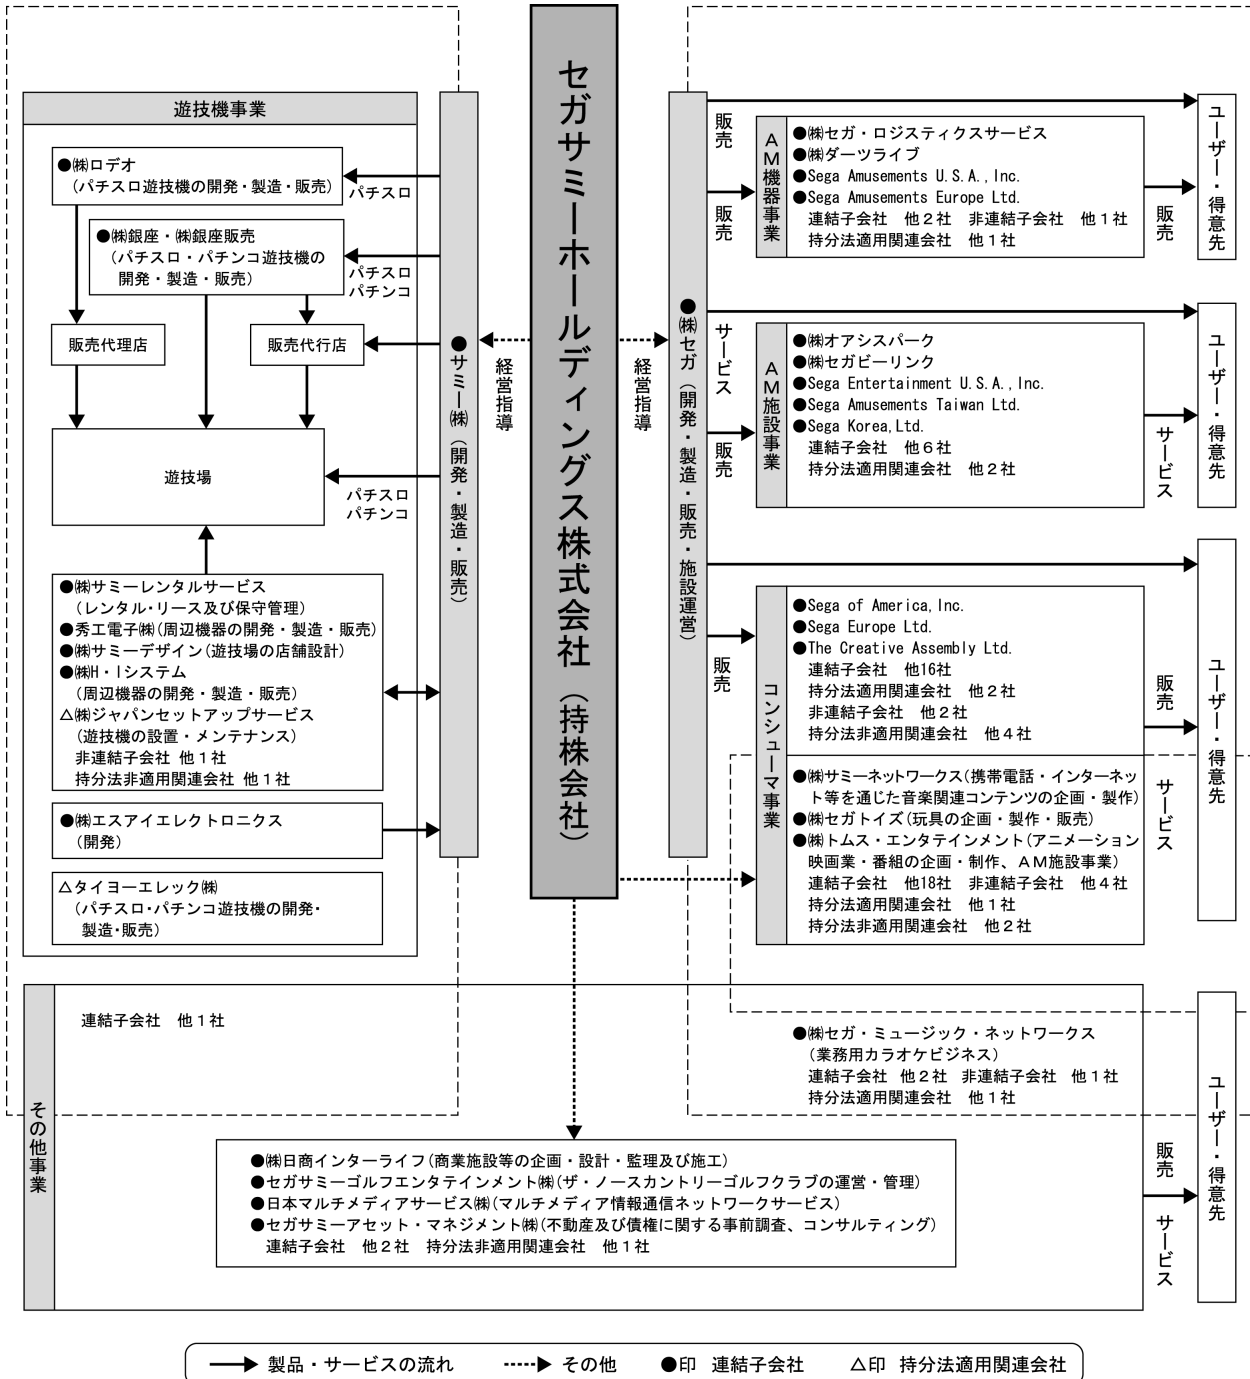 セガサミーホールディングス株式会社（持株会社）
経営指導
経営指導
遊技機事業
●㈱ロデオ
（パチスロ遊技機の開発・製造・販売）
パチスロ
●㈱銀座・㈱銀座販売
（パチスロ・パチンコ遊技機の
開発・製造・販売）
パチスロ
パチンコ
販売代理店
販売代行店
遊技場
パチスロ
パチンコ
●㈱サミーレンタルサービス
（レンタル・リース及び保守管理）
●秀工電子㈱（周辺機器の開発・製造・販売）
●㈱サミーデザイン（遊技場の店舗設計）
●㈱H・Iシステム
（周辺機器の開発・製造・販売）
△㈱ジャパンセットアップサービス
（遊技機の設置・メンテナンス）
非連結子会社 他１社
持分法非適用関連会社 他１社
●㈱エスアイエレクトロニクス
（開発）
△タイヨーエレック㈱
（パチスロ・パチンコ遊技機の開発・
製造・販売）
●サミー㈱（開発・製造・販売）
●㈱セガ（開発・製造・販売・施設運営）
販売
販売
AM機器事業
●㈱セガ・ロジスティクスサービス
●㈱ダーツライブ
●Sega Amusements U.S.A.,Inc.
●Sega Amusements Europe Ltd.
連結子会社　他２社　非連結子会社　他１社
持分法適用関連会社　他１社
販売
ユーザー・得意先
サービス
販売
AM施設事業
●㈱オアシスパーク
●㈱セガビーリンク
●Sega Entertainment U.S.A.,Inc.
●Sega Amusements Taiwan Ltd.
●Sega Korea,Ltd.
連結子会社　他６社
持分法適用関連会社　他２社
サービス
ユーザー・得意先
販売
コンシューマ事業
●Sega of America,Inc.
●Sega Europe Ltd.
●The Creative Assembly Ltd.
連結子会社　他16社
持分法適用関連会社　他２社
非連結子会社　他２社
持分法非適用関連会社　他４社
●㈱サミーネットワークス（携帯電話・インターネッ
ト等を通じた音楽関連コンテンツの企画・製作）
●㈱セガトイズ（玩具の企画・製作・販売）
●㈱トムス・エンタテインメント（アニメーション
映画業・番組の企画・制作、ＡＭ施設事業）
連結子会社　他18社　非連結子会社　他４社
持分法適用関連会社　他１社
持分法非適用関連会社　他２社
販売
サービス
ユーザー・得意先
その他事業
連結子会社　他１社
●㈱セガ・ミュージック・ネットワークス
（業務用カラオケビジネス）
連結子会社　他２社　非連結子会社　他１社
持分法適用関連会社　他１社
●㈱日商インターライフ（商業施設等の企画・設計・監理及び施工）
●セガサミーゴルフエンタテインメント㈱（ザ・ノースカントリーゴルフクラブの運営・管理）
●日本マルチメディアサービス㈱（マルチメディア情報通信ネットワークサービス）
●セガサミーアセット・マネジメント㈱（不動産及び債権に関する事前調査、コンサルティング）
連結子会社　他２社　持分法非適用関連会社　他１社
販売
サービス
ユーザー・得意先
製品・サービスの流れ　その他　●印　連結子会社　△印　持分法適用関連会社